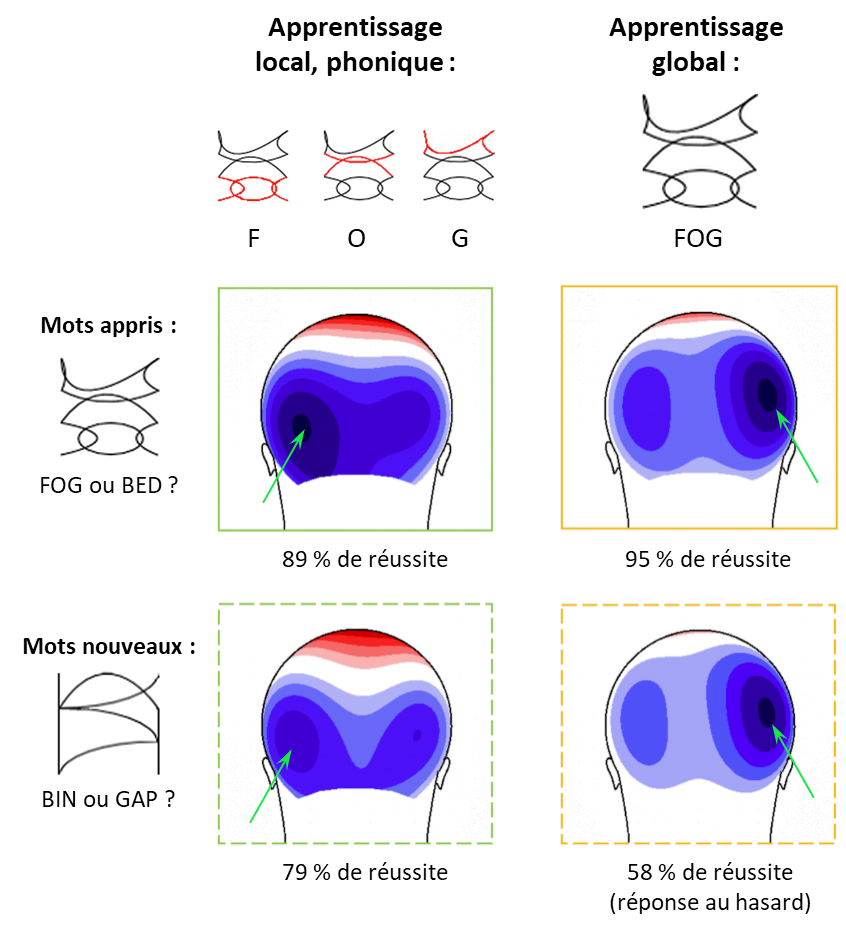 Apprentissage
local, phonique :
Apprentissage
global :
F
O
G
FOG
Mots appris :
FOG ou BED ?
89 % de réussite
95 % de réussite
Mots nouveaux :
BIN ou GAP ?
79 % de réussite
58 % de réussite
(réponse au hasard)